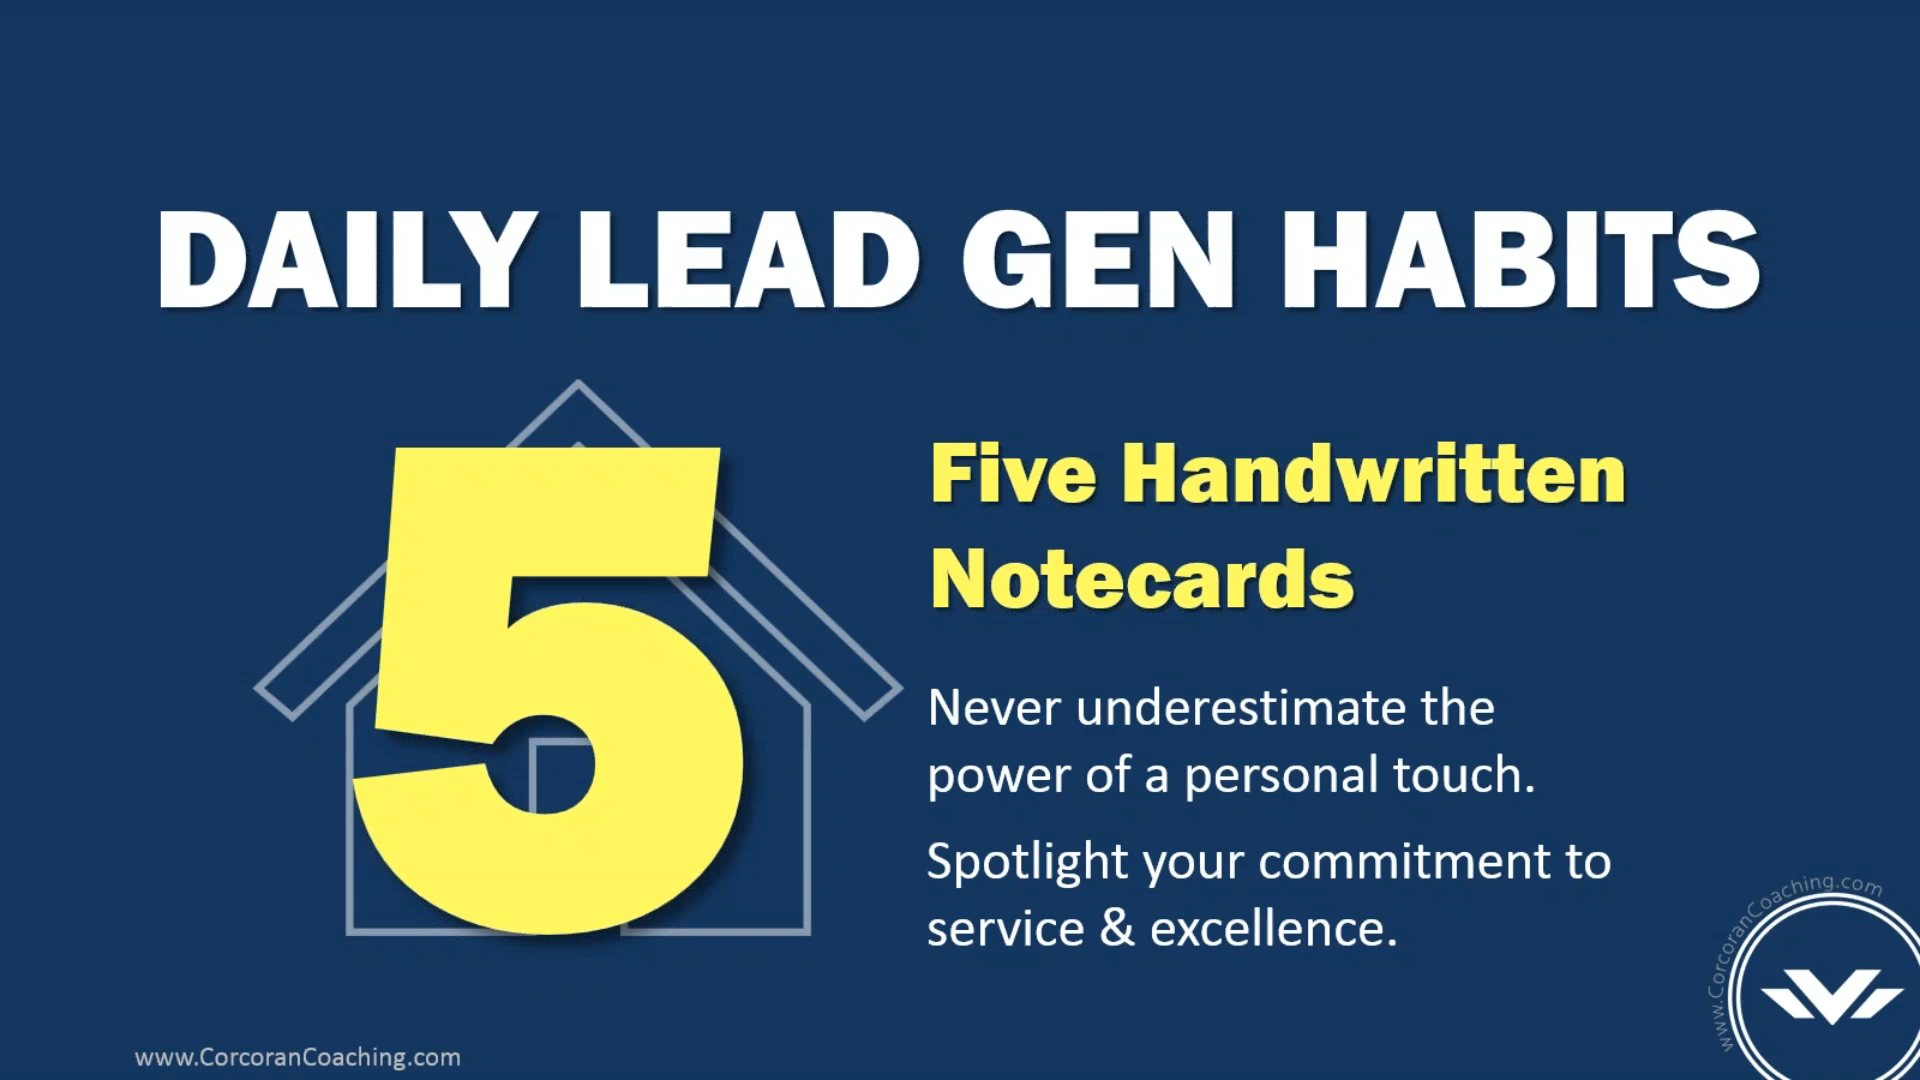 DAILY LEAD GEN HABITS
5
Five Handwritten
Notecards
Never underestimate the
power of a personal touch.
Spotlight your commitment to
service & excellence.
www.CorcoranCoaching.com
www.CorcoranCoaching.com